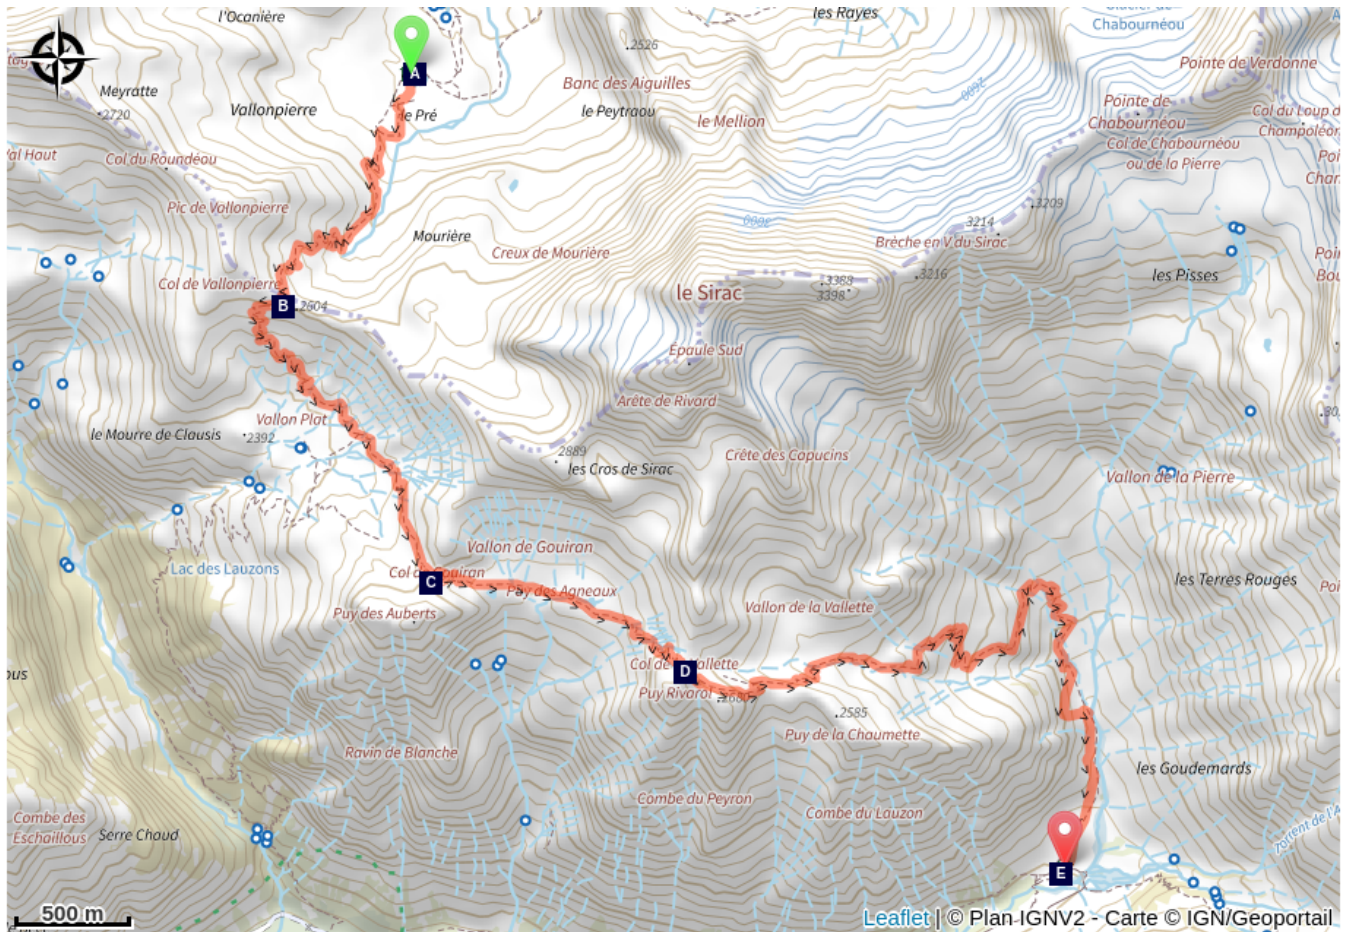 l'Ocanière
les Rayes
Chabournéou
Pointe de Verdonne
2526
Meyratte
2720
Vallonpierre
A
le Pré
Banc des Aiguilles
le Peytraou
le Mellion
2600
Pointe de
Chabournéou
Col de Chabournéou
ou de la Pierre
Col du Loup d
Champoléon
Val Haut
Col du Roundéou
Pic de Vallonpierre
Mourière
Creux de Mourière
2600
3209
3214
Brèche en V du Sirac
3216
les Pisses
Col de Vallonpierre
B
2604
le Sirac
3388
3398
Épaule Sud
Arête de Rivard
Vallon Plat
le Mourre de Clausis
2392
2889
les Cros de Sirac
Crête des Capucins
Vallon de la Pierre
Vallon de Gouiran
Lac des Lauzons
C
Puy des Agneaux
Puy des Auberts
Vallon de la Vallette
les Terres Rouges
D
Puy Rivarol
2585
Puy de la Chaumette
Ravin de Blanche
les Goudemards
Combe du Peyron
Combe du Lauzon
Combe des
Eschaillous
Serre Chaud
Torrent de l'A
E
500 m
Leaflet | © Plan IGNV2 - Carte © IGN/Geoportail